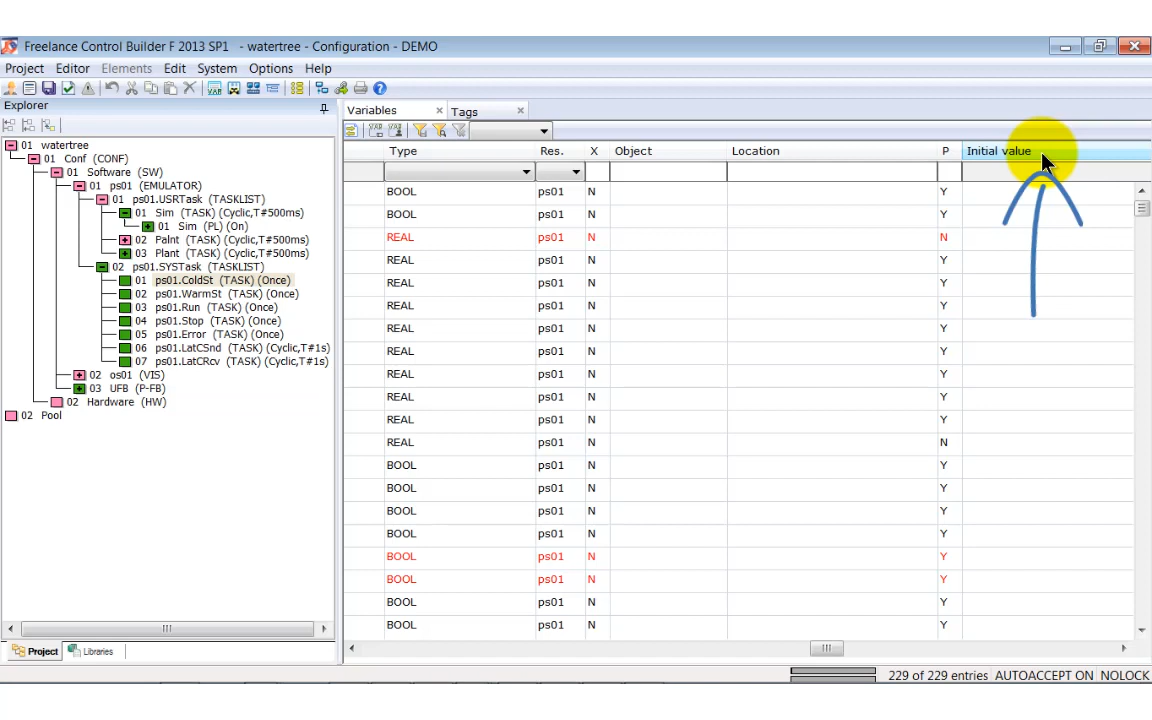 Freelance Control Builder F 2013 SP1 - watertree - Configuration - DEMO
Project Editor Elements Edit System Options Help
Explorer
01 watertree
01 Conf (CONF)
01 Software (SW)
01 ps01 (EMULATOR)
01 ps01.USRTask (TASKLIST)
01 Sim (TASK) (Cyclic,T#500ms)
01 Sim (PL) (On)
02 Palnt (TASK) (Cyclic,T#500ms)
03 Plant (TASK) (Cyclic,T#500ms)
02 ps01.SYSTask (TASKLIST)
01 ps01.ColdSt (TASK) (Once)
02 ps01.WarmSt (TASK) (Once)
03 ps01.Run (TASK) (Once)
04 ps01.Stop (TASK) (Once)
05 ps01.Error (TASK) (Once)
06 ps01.LatCSnd (TASK) (Cyclic,T#1s)
07 ps01.LatCRcv (TASK) (Cyclic,T#1s)
02 os01 (VIS)
03 UFB (P-FB)
02 Hardware (HW)
02 Pool
Project Libraries
Variables Tags
Type Res. X Object Location P Initial value
BOOL ps01 N Y
BOOL ps01 N Y
REAL ps01 N N
REAL ps01 N Y
REAL ps01 N Y
REAL ps01 N Y
REAL ps01 N Y
REAL ps01 N Y
REAL ps01 N Y
REAL ps01 N Y
REAL ps01 N Y
REAL ps01 N N
BOOL ps01 N Y
BOOL ps01 N Y
BOOL ps01 N Y
BOOL ps01 N Y
BOOL ps01 N Y
BOOL ps01 N Y
BOOL ps01 N Y
BOOL ps01 N Y
229 of 229 entries AUTOACCEPT ON NOLOCK